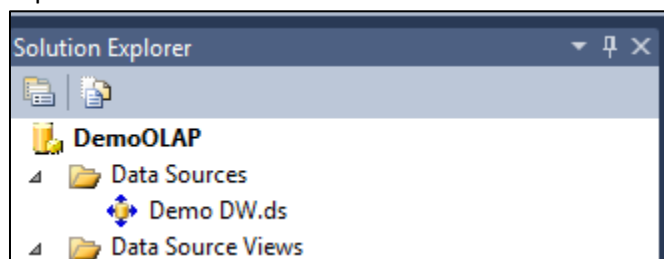 Solution Explorer
DemoOLAP
Data Sources
Demo DW.ds
Data Source Views